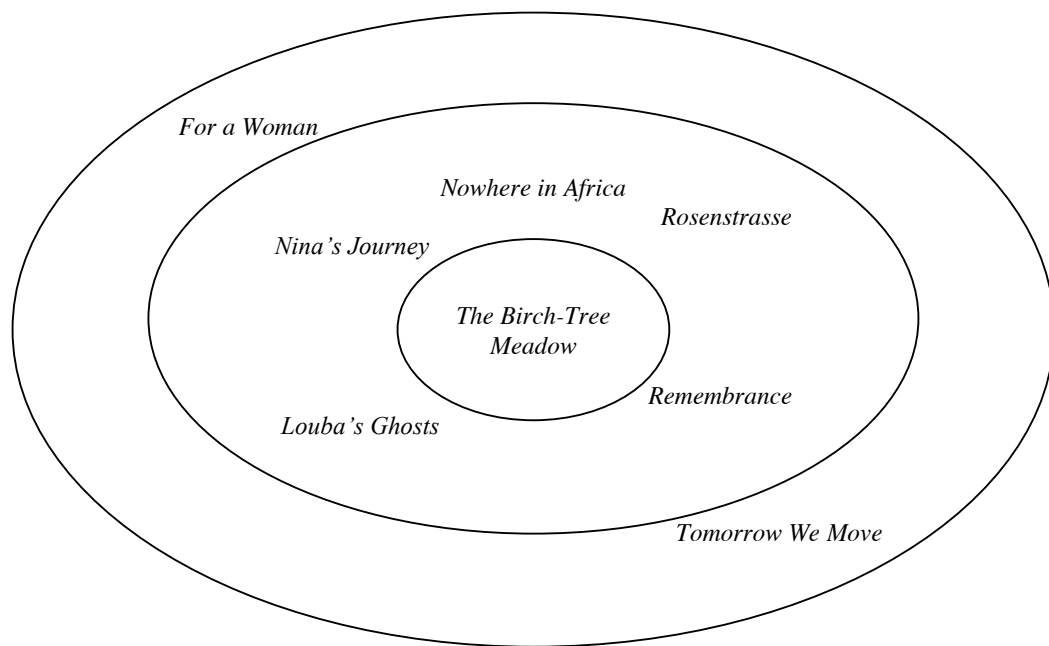 For a Woman
Nowhere in Africa
Rosenstrasse
Nina’s Journey
The Birch-Tree
Meadow
Remembrance
Louba’s Ghosts
Tomorrow We Move